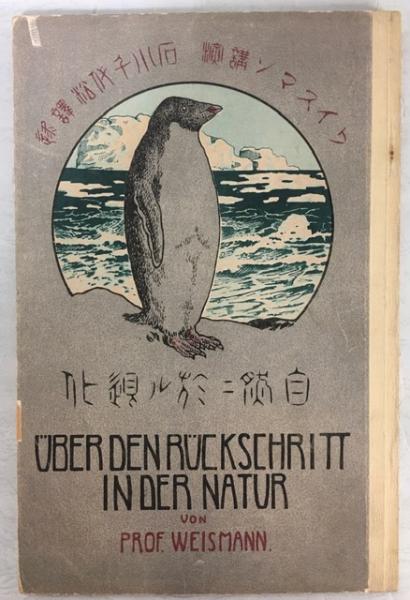 ワイスマン講演 石川千代松譯
自然ニ於ル退化
ÜBER DEN RÜCKSCHRITT
IN DER NATUR
VON
PROF. WEISMANN.